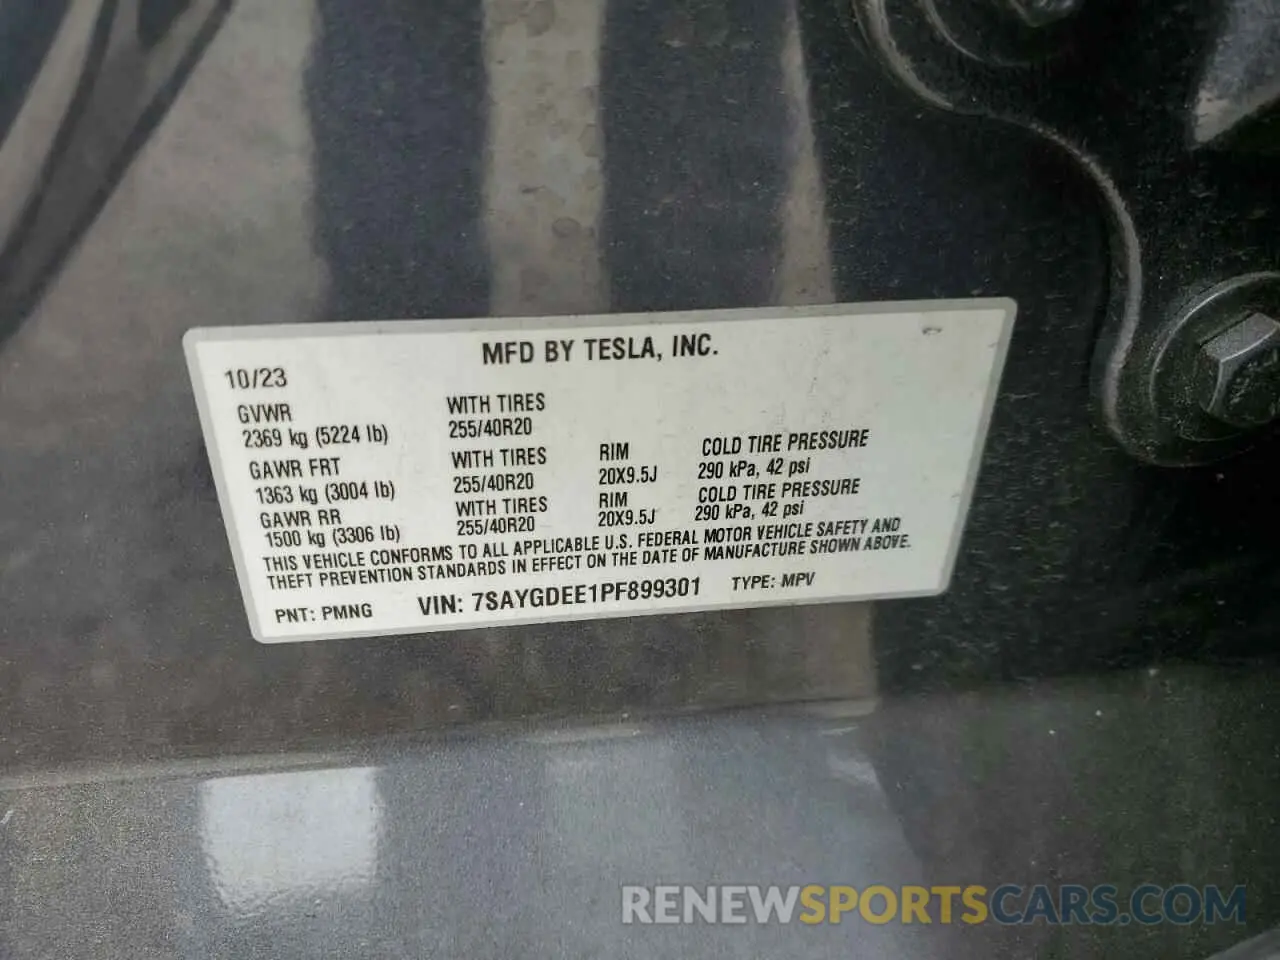 MFD BY TESLA, INC.
10/23
GVWR WITH TIRES
2369 kg (5224 lb) 255/40R20
GAWR FRT WITH TIRES RIM COLD TIRE PRESSURE
1363 kg (3004 lb) 255/40R20 20X9.5J 290 kPa, 42 psi
GAWR RR WITH TIRES RIM COLD TIRE PRESSURE
1500 kg (3306 lb) 255/40R20 20X9.5J 290 kPa, 42 psi
THIS VEHICLE CONFORMS TO ALL APPLICABLE U.S. FEDERAL MOTOR VEHICLE SAFETY AND
THEFT PREVENTION STANDARDS IN EFFECT ON THE DATE OF MANUFACTURE SHOWN ABOVE.
PNT: PMNG VIN: 7SAYGDEE1PF899301 TYPE: MPV
RENEWSPORTSCARS.COM